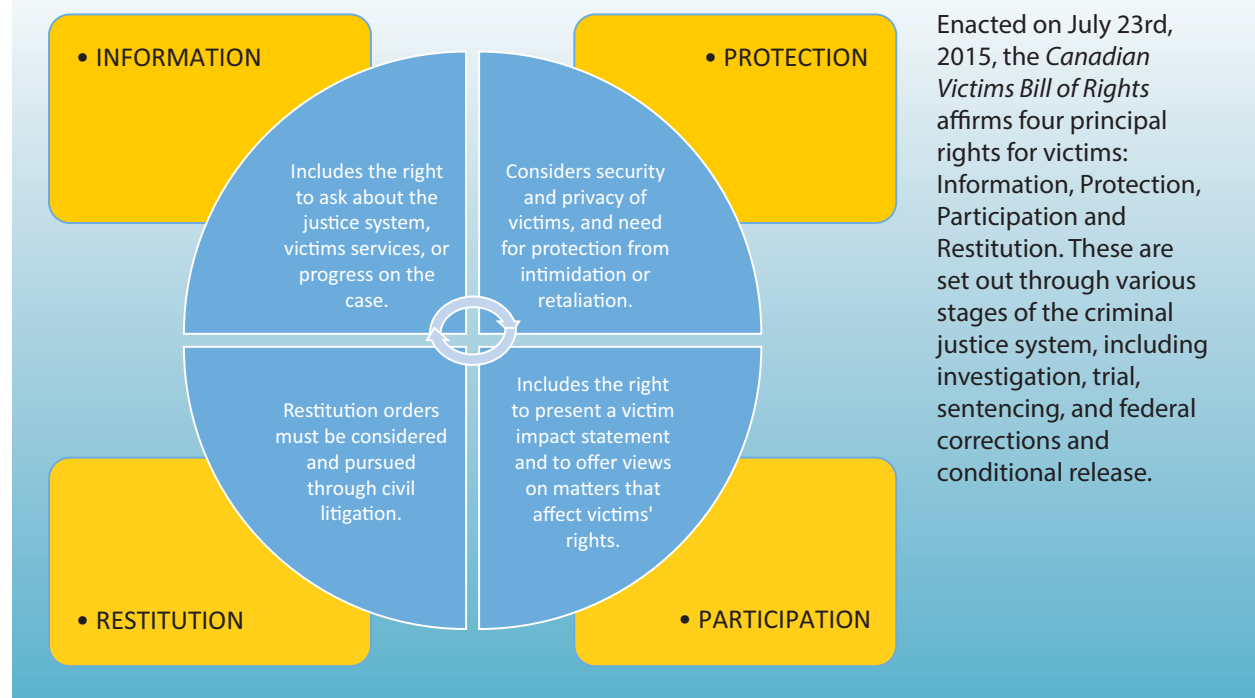 • INFORMATION
Includes the right
to ask about the
justice system,
victims services, or
progress on the
case.
• PROTECTION
Considers security
and privacy of
victims, and need
for protection from
intimidation or
retaliation.
Restitution orders
must be considered
and pursued
through civil
litigation.
• RESTITUTION
Includes the right
to present a victim
impact statement
and to offer views
on matters that
affect victims'
rights.
• PARTICIPATION
Enacted on July 23rd,
2015, the Canadian
Victims Bill of Rights
affirms four principal
rights for victims:
Information, Protection,
Participation and
Restitution. These are
set out through various
stages of the criminal
justice system, including
investigation, trial,
sentencing, and federal
corrections and
conditional release.